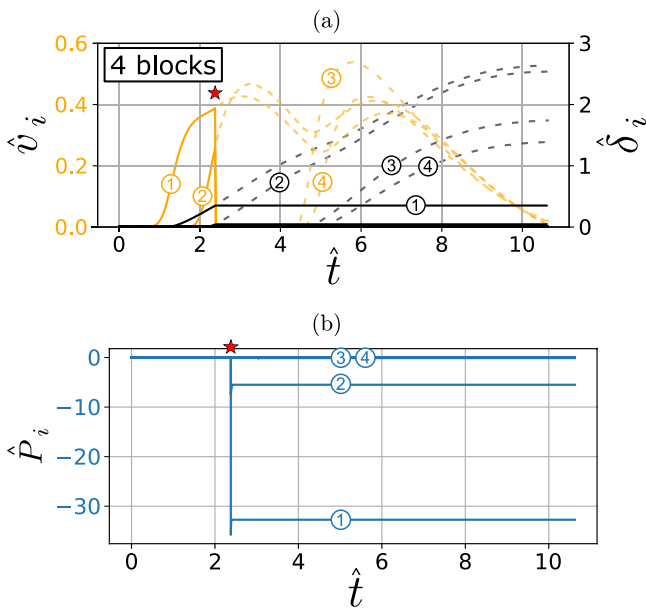 (a)
4 blocks
0.6
0.4
0.2
0.0
v̂ i
3
2
1
0
δ̂ i
① ② ③ ④
② ③ ④ ①
0 2 4 6 8 10
t̂
(b)
0
−10
−20
−30
P̂ i
③ ④
②
①
0 2 4 6 8 10
t̂